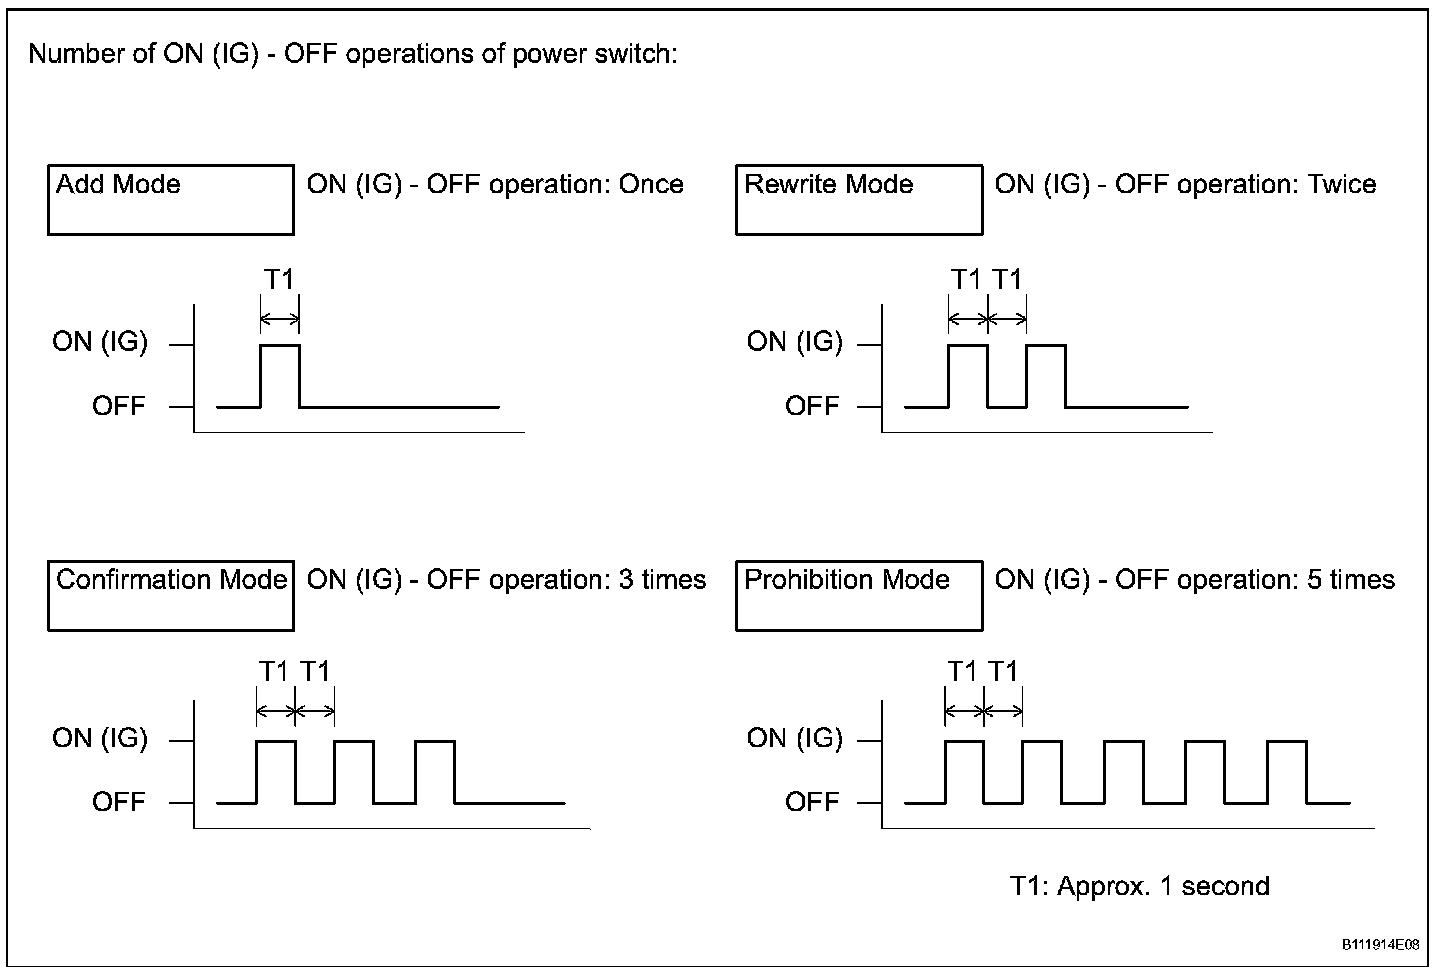 Number of ON (IG) - OFF operations of power switch:
Add Mode
ON (IG) - OFF operation: Once
T1
ON (IG)
OFF
Rewrite Mode
ON (IG) - OFF operation: Twice
T1 T1
ON (IG)
OFF
Confirmation Mode
ON (IG) - OFF operation: 3 times
T1 T1
ON (IG)
OFF
Prohibition Mode
ON (IG) - OFF operation: 5 times
T1 T1
ON (IG)
OFF
T1: Approx. 1 second
B111914E08